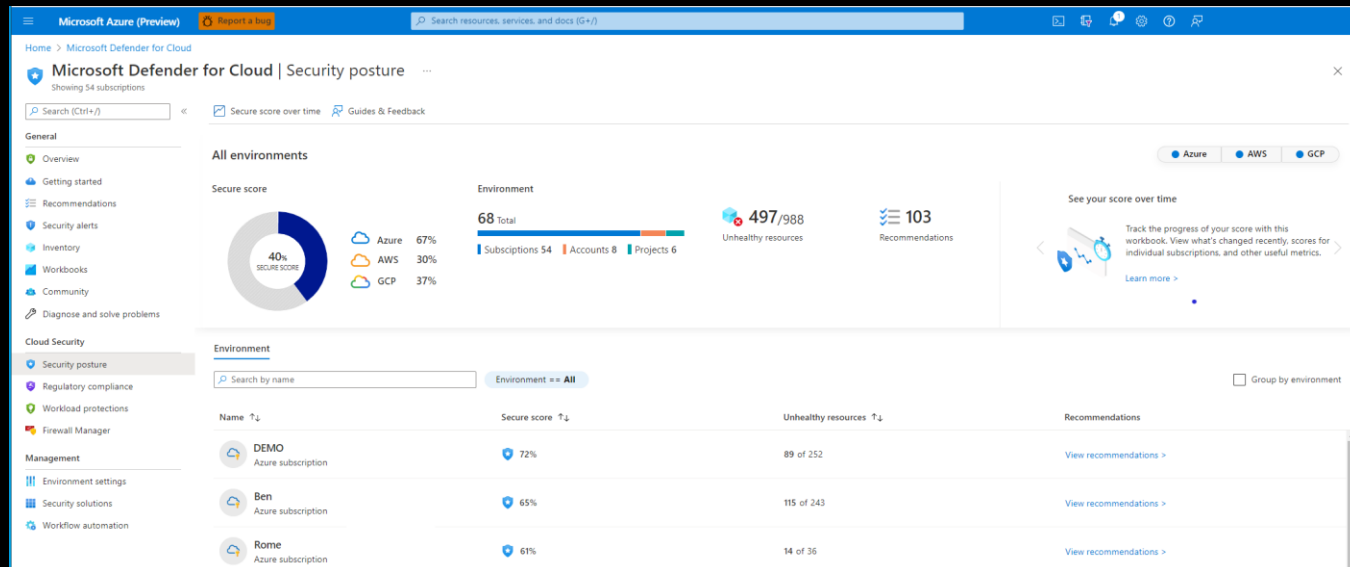 Microsoft Azure (Preview)
Report a bug
Search resources, services, and docs (G+/)
1
Home > Microsoft Defender for Cloud
Microsoft Defender for Cloud | Security posture ...
Showing 54 subscriptions
Search (Ctrl+/)
«
Secure score over time
Guides & Feedback
General
Overview
Getting started
Recommendations
Security alerts
Inventory
Workbooks
Community
Diagnose and solve problems
Cloud Security
Security posture
Regulatory compliance
Workload protections
Firewall Manager
Management
Environment settings
Security solutions
Workflow automation
All environments
Azure
AWS
GCP
Secure score
40%
SECURE SCORE
Azure 67%
AWS 30%
GCP 37%
Environment
68 Total
Subsciptions 54
Accounts 8
Projects 6
497/988
Unhealthy resources
103
Recommendations
See your score over time
Track the progress of your score with this
workbook. View what's changed recently, scores for
individual subscriptions, and other useful metrics.
Learn more >
Environment
Search by name
Environment == All
Group by environment
Name ↑↓ Secure score ↑↓ Unhealthy resources ↑↓ Recommendations
DEMO
Azure subscription
72%
89 of 252
View recommendations >
Ben
Azure subscription
65%
115 of 243
View recommendations >
Rome
Azure subscription
61%
14 of 36
View recommendations >